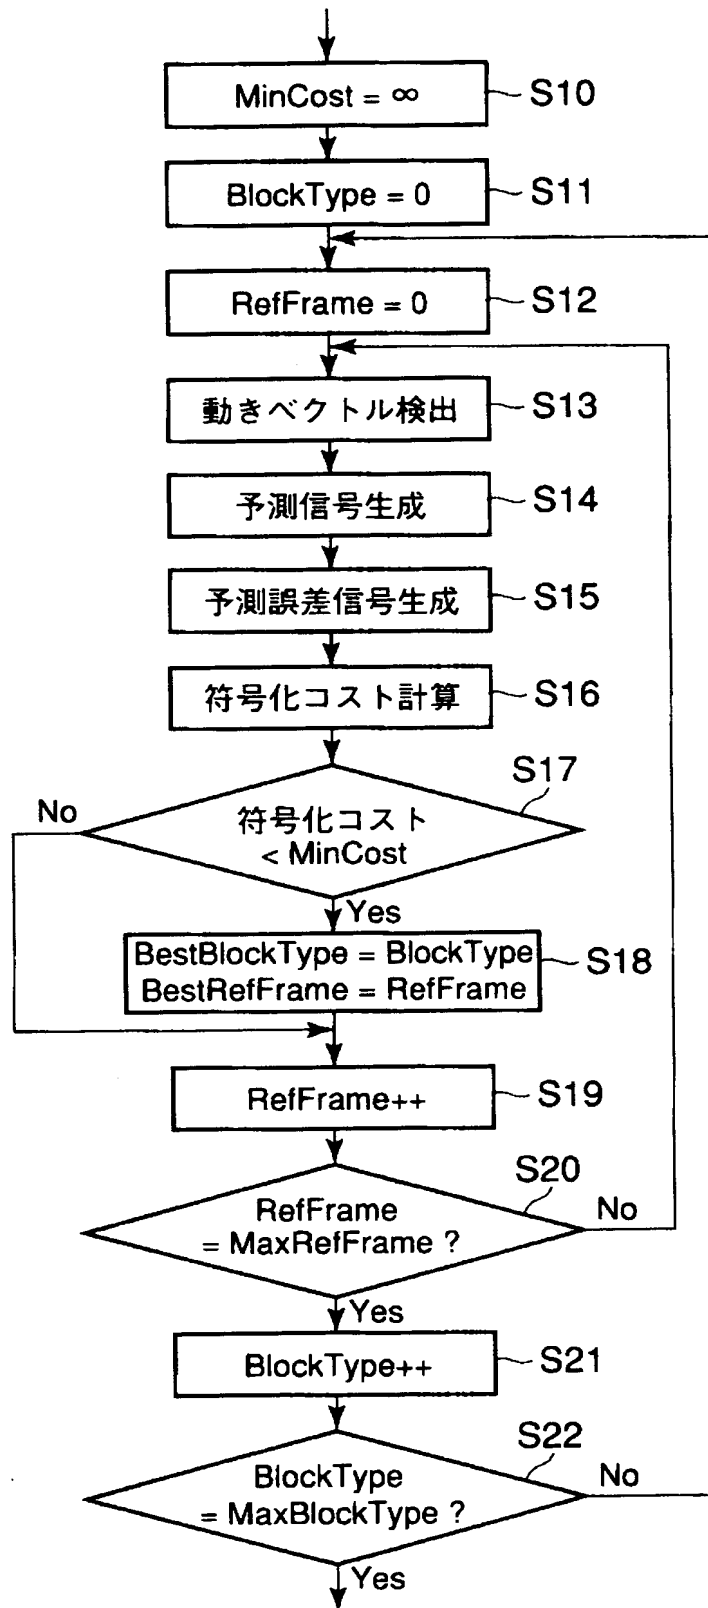 MinCost = ∞
S10
BlockType = 0
S11
RefFrame = 0
S12
動きベクトル検出
S13
予測信号生成
S14
予測誤差信号生成
S15
符号化コスト計算
S16
S17
No
符号化コスト
< MinCost
Yes
BestBlockType = BlockType
BestRefFrame = RefFrame
S18
RefFrame++
S19
S20
RefFrame
= MaxRefFrame ?
No
Yes
BlockType++
S21
S22
BlockType
= MaxBlockType ?
No
Yes